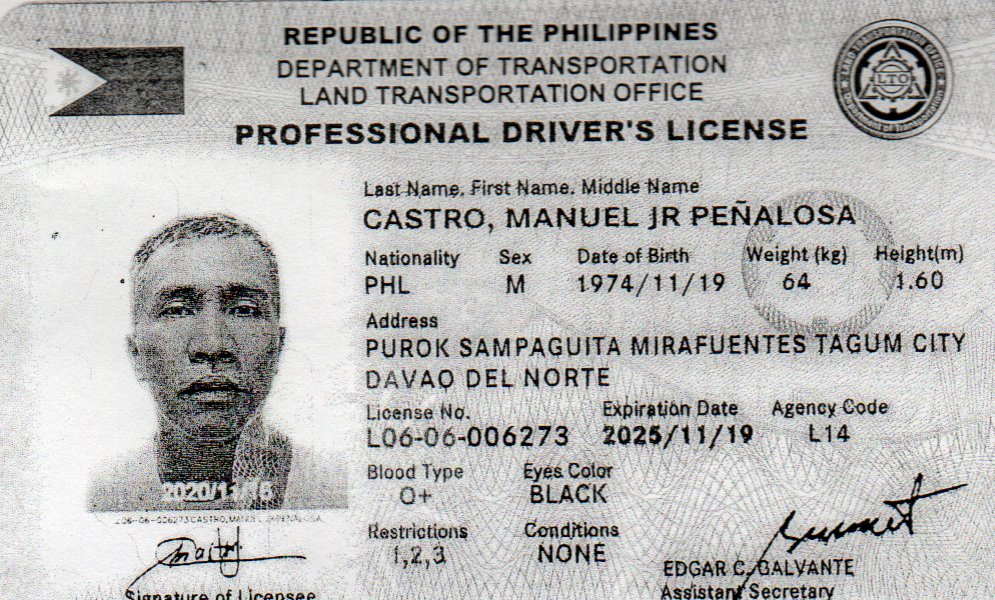 REPUBLIC OF THE PHILIPPINES
DEPARTMENT OF TRANSPORTATION
LAND TRANSPORTATION OFFICE
PROFESSIONAL DRIVER'S LICENSE
LTO
Last Name, First Name, Middle Name
CASTRO, MANUEL JR PEÑALOSA
Nationality Sex Date of Birth Weight (kg) Height(m)
PHL M 1974/11/19 64 1.60
Address
PUROK SAMPAGUITA MIRAFUENTES TAGUM CITY
DAVAO DEL NORTE
License No. Expiration Date Agency Code
L06-06-006273 2025/11/19 L14
Blood Type Eyes Color
O+ BLACK
2020/11/16
L06-06-006273 CASTRO, MANUEL JR PEÑALOSA
Restrictions Conditions
1,2,3 NONE
EDGAR C. GALVANTE
Signature of Licensee Assistant Secretary